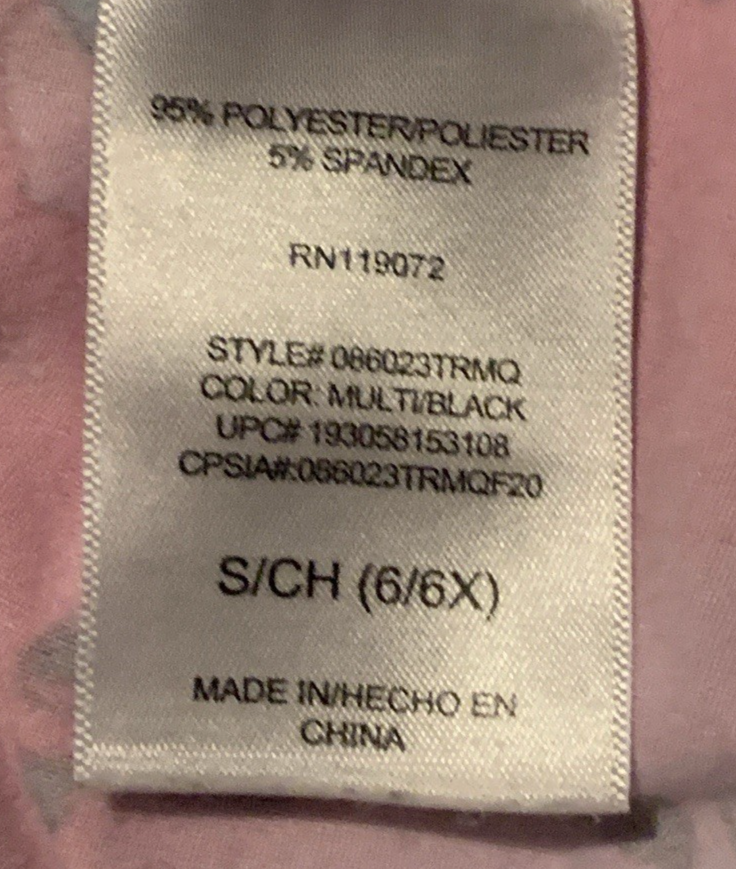 95% POLYESTER/POLIESTER
5% SPANDEX
RN119072
STYLE# 086023TRMQ
COLOR: MULTI/BLACK
UPC# 193058153108
CPSIA#:086023TRMQF20
S/CH (6/6X)
MADE IN/HECHO EN
CHINA